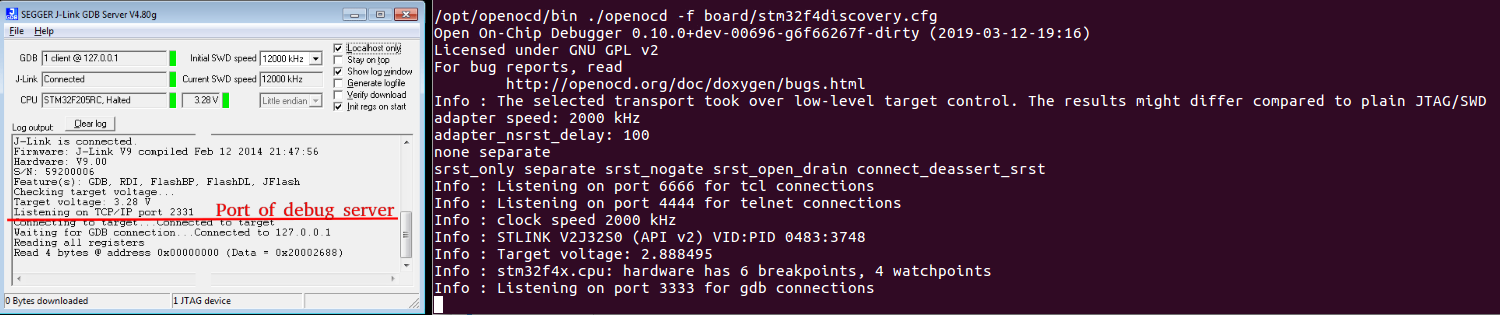 SEGGER J-Link GDB Server V4.80g
File Help
GDB 1 client @ 127.0.0.1 Initial SWD speed 12000 kHz Localhost only
Stay on top
J-Link Connected Current SWD speed 12000 kHz Show log window
Generate logfile
CPU STM32F205RC, Halted 3.28 V Little endian Verify download
Init regs on start
Log output: Clear log
J-Link is connected.
Firmware: J-Link V9 compiled Feb 12 2014 21:47:56
Hardware: V9.00
S/N: 59200006
Feature(s): GDB, RDI, FlashBP, FlashDL, JFlash
Checking target voltage...
Target voltage: 3.28 V
Listening on TCP/IP port 2331 Port of debug server
Connecting to target...Connected to target
Waiting for GDB connection...Connected to 127.0.0.1
Reading all registers
Read 4 bytes @ address 0x00000000 (Data = 0x20002688)
0 Bytes downloaded 1 JTAG device
/opt/openocd/bin ./openocd -f board/stm32f4discovery.cfg
Open On-Chip Debugger 0.10.0+dev-00696-g6f66267f-dirty (2019-03-12-19:16)
Licensed under GNU GPL v2
For bug reports, read
http://openocd.org/doc/doxygen/bugs.html
Info : The selected transport took over low-level target control. The results might differ compared to plain JTAG/SWD
adapter speed: 2000 kHz
adapter_nsrst_delay: 100
none separate
srst_only separate srst_nogate srst_open_drain connect_deassert_srst
Info : Listening on port 6666 for tcl connections
Info : Listening on port 4444 for telnet connections
Info : clock speed 2000 kHz
Info : STLINK V2J32S0 (API v2) VID:PID 0483:3748
Info : Target voltage: 2.888495
Info : stm32f4x.cpu: hardware has 6 breakpoints, 4 watchpoints
Info : Listening on port 3333 for gdb connections